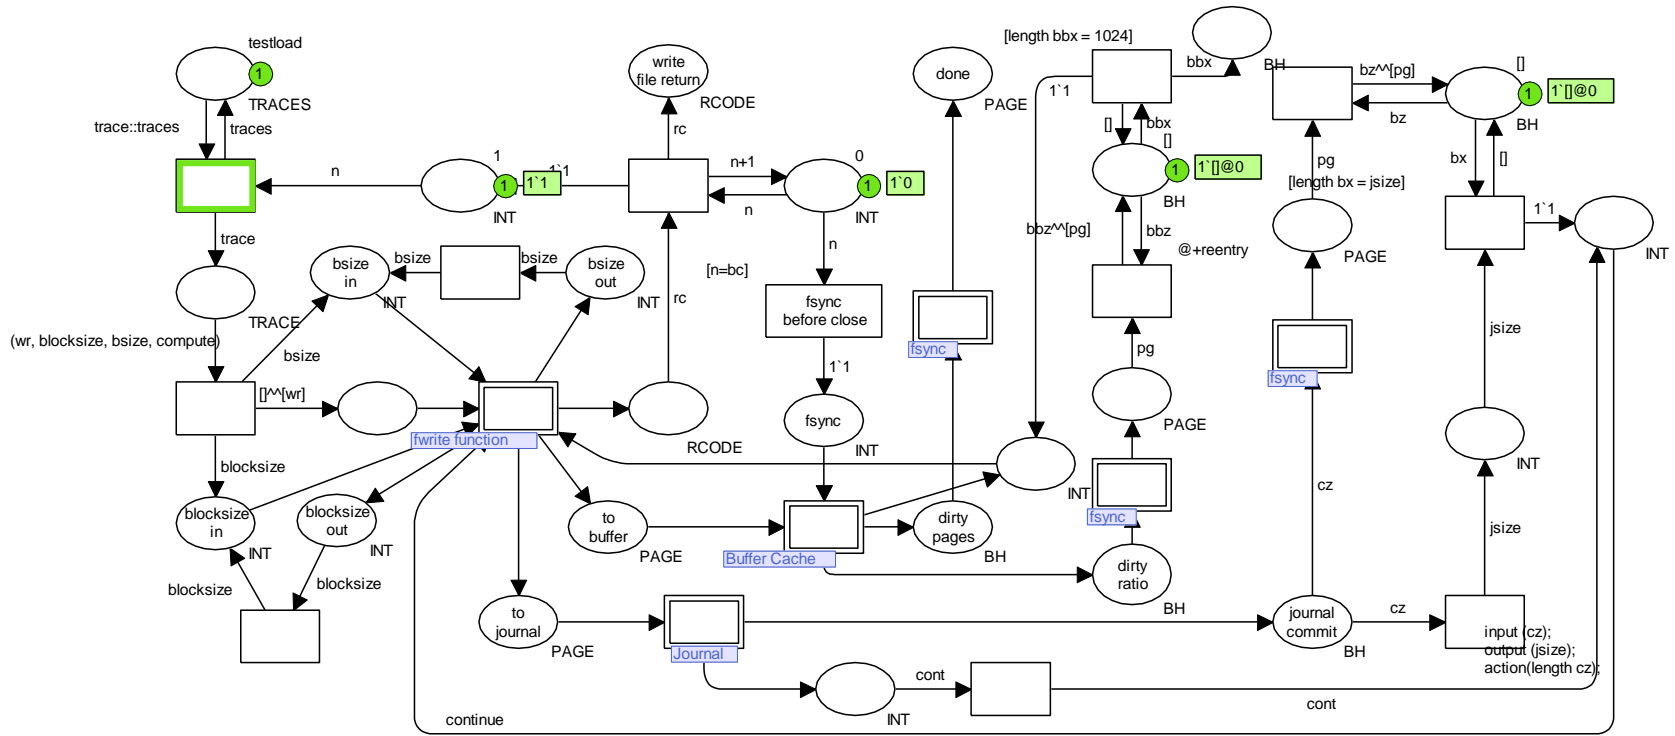 testload
1
TRACES
trace::traces
traces
write
file return
RCODE
rc
done
PAGE
[length bbx = 1024]
bbx
BH
1`1
[]
bbx
[]
1
1`[]@0
BH
bz^^[pg]
bz
[]
1
1`[]@0
BH
bx
[]
pg
[length bx = jsize]
1`1
INT
n
1
1`1
1
1`1
INT
n+1
n
0
1
1`0
INT
trace
TRACE
(wr, blocksize, bsize, compute)
bsize
in
INT
bsize
bsize
bsize
out
INT
bsize
[n=bc]
rc
n
fsync
before close
1`1
fsync
INT
fsync
bbz^^[pg]
bbz
@+reentry
pg
PAGE
fsync
PAGE
fsync
jsize
INT
jsize
[]^^[wr]
fwrite function
RCODE
blocksize
blocksize
in
INT
blocksize
out
INT
blocksize
blocksize
to
buffer
PAGE
Buffer Cache
dirty
pages
BH
INT
dirty
ratio
BH
cz
to
journal
PAGE
Journal
journal
commit
BH
cz
input (cz);
output (jsize);
action(length cz);
INT
cont
cont
continue